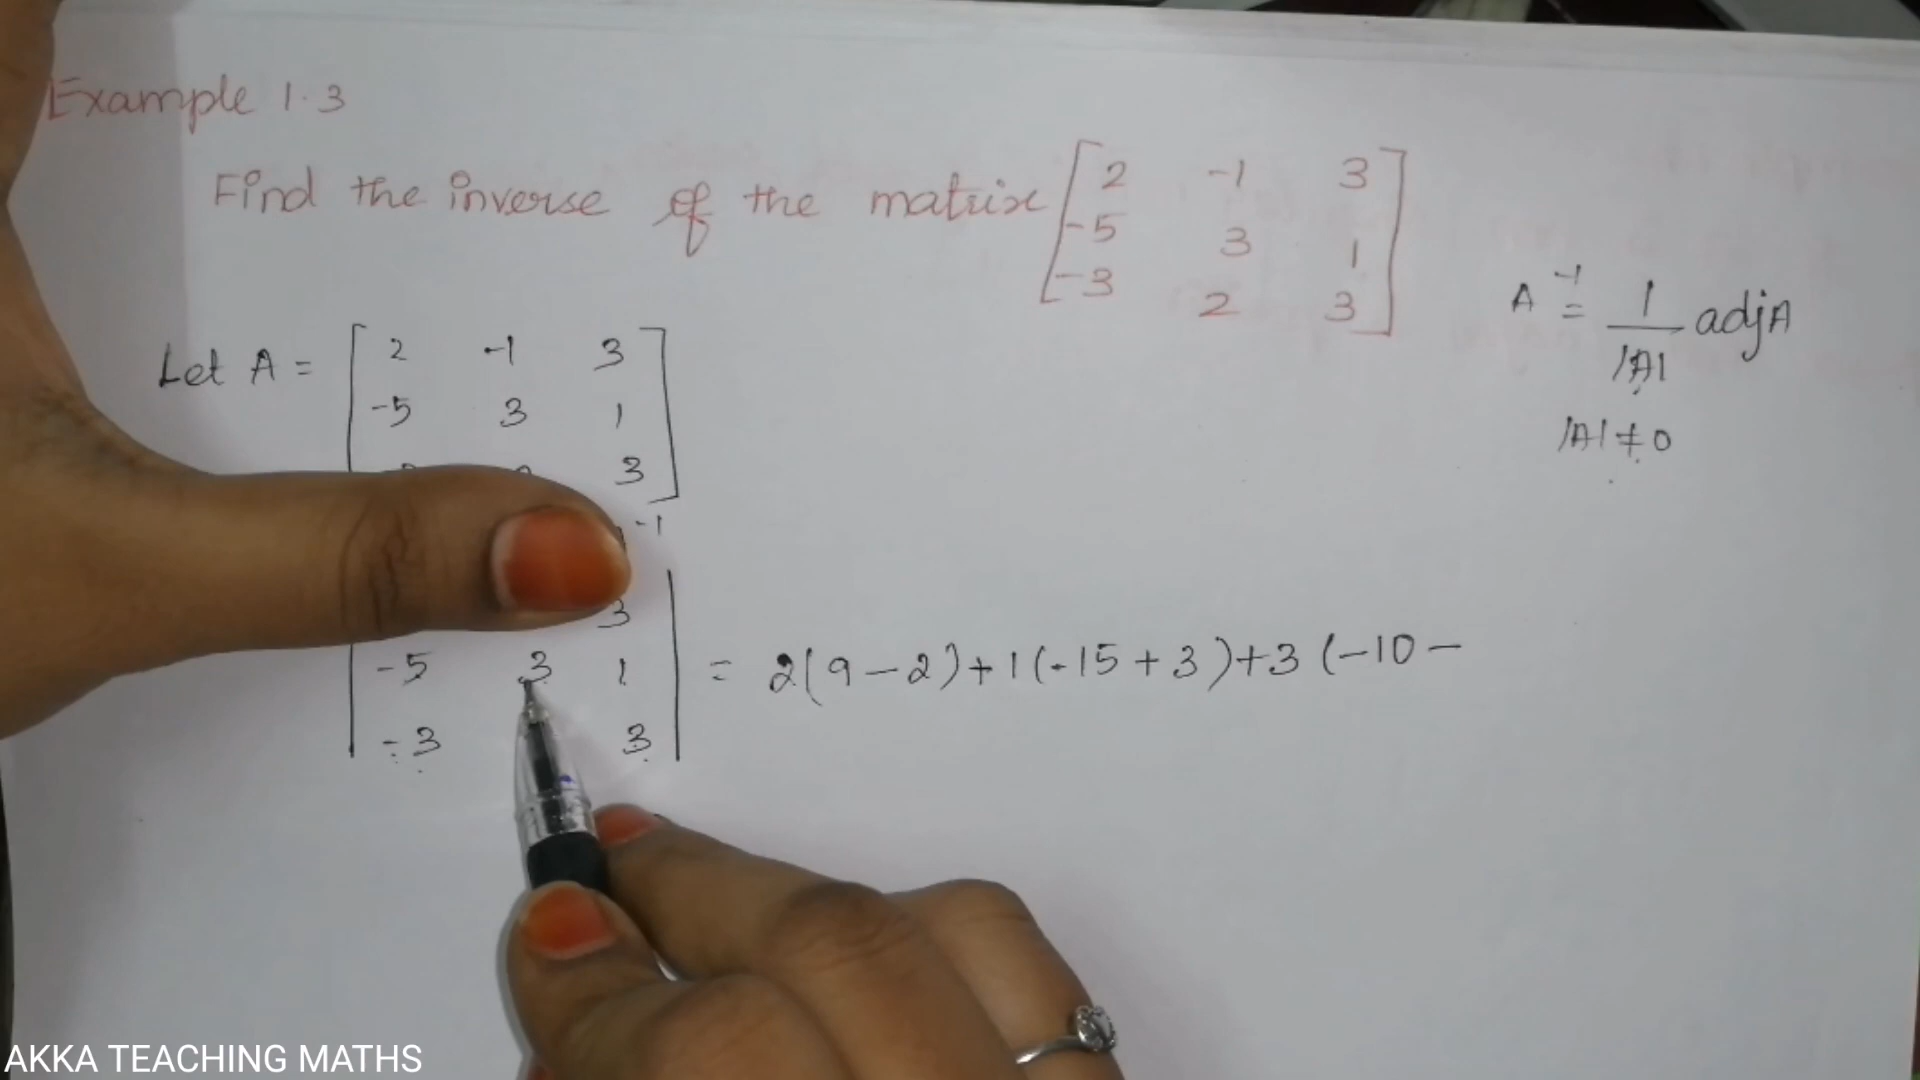 Example 1.3
Find the inverse of the matrix [2 -1 3
-5 3 1
-3 2 3]
A⁻¹ = 1/|A| adjA
|A| ≠ 0
Let A = [2 -1 3
-5 3 1
3]
-1
3
-5 3 1 = 2(9-2)+1(-15+3)+3(-10-
-3 3
AKKA TEACHING MATHS